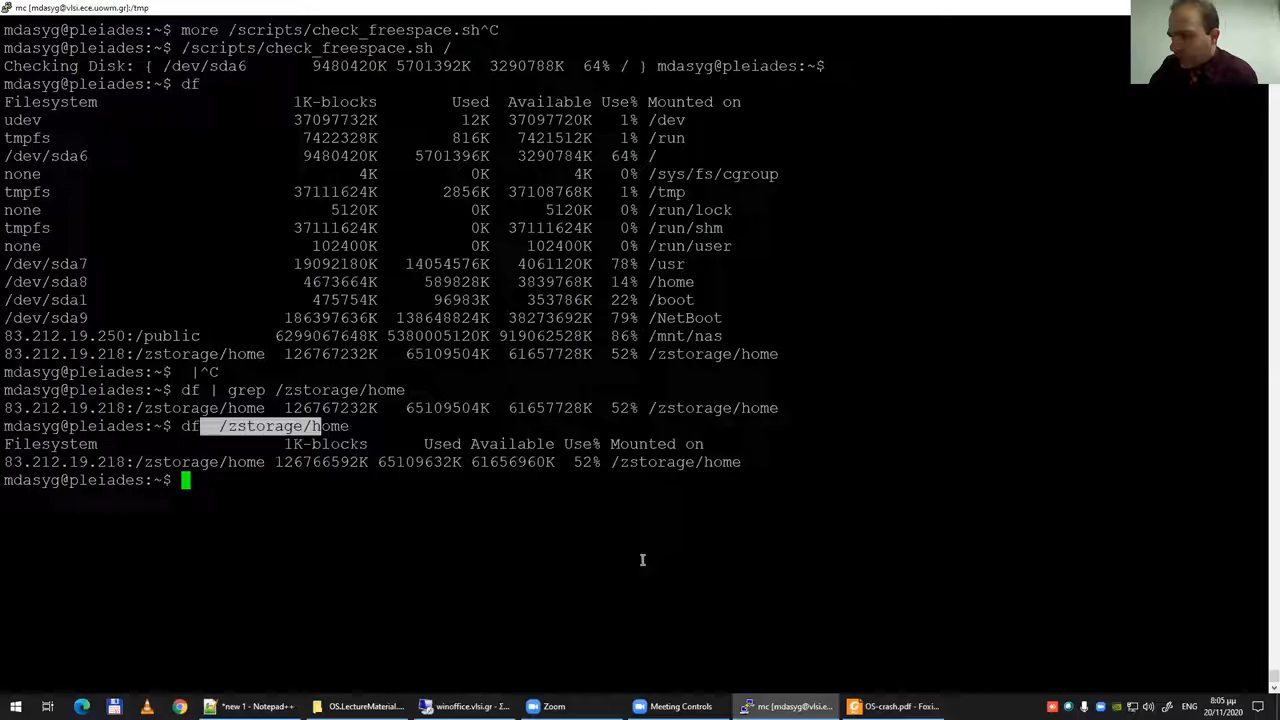 mc [mdasyg@vlsi.ece.uowm.gr]:/tmp
mdasyg@pleiades:~$ more /scripts/check_freespace.sh^C
mdasyg@pleiades:~$ /scripts/check_freespace.sh /
Checking Disk: { /dev/sda6 9480420K 5701392K 3290788K 64% / } mdasyg@pleiades:~$
mdasyg@pleiades:~$ df
Filesystem 1K-blocks Used Available Use% Mounted on
udev 37097732K 12K 37097720K 1% /dev
tmpfs 7422328K 816K 7421512K 1% /run
/dev/sda6 9480420K 5701396K 3290784K 64% /
none 4K 0K 4K 0% /sys/fs/cgroup
tmpfs 37111624K 2856K 37108768K 1% /tmp
none 5120K 0K 5120K 0% /run/lock
tmpfs 37111624K 0K 37111624K 0% /run/shm
none 102400K 0K 102400K 0% /run/user
/dev/sda7 19092180K 14054576K 4061120K 78% /usr
/dev/sda8 4673664K 589828K 3839768K 14% /home
/dev/sda1 475754K 96983K 353786K 22% /boot
/dev/sda9 186397636K 138648824K 38273692K 79% /NetBoot
83.212.19.250:/public 6299067648K 5380005120K 919062528K 86% /mnt/nas
83.212.19.218:/zstorage/home 126767232K 65109504K 61657728K 52% /zstorage/home
mdasyg@pleiades:~$ |^C
mdasyg@pleiades:~$ df | grep /zstorage/home
83.212.19.218:/zstorage/home 126767232K 65109504K 61657728K 52% /zstorage/home
mdasyg@pleiades:~$ df /zstorage/home
Filesystem 1K-blocks Used Available Use% Mounted on
83.212.19.218:/zstorage/home 126766592K 65109632K 61656960K 52% /zstorage/home
mdasyg@pleiades:~$
*new 1 - Notepad++ OS.LectureMaterial... winoffice.vlsi.gr - Σ... Zoom Meeting Controls mc [mdasyg@vlsi.e... OS-crash.pdf - Foxi... ENG 8:05 μμ
20/11/2020